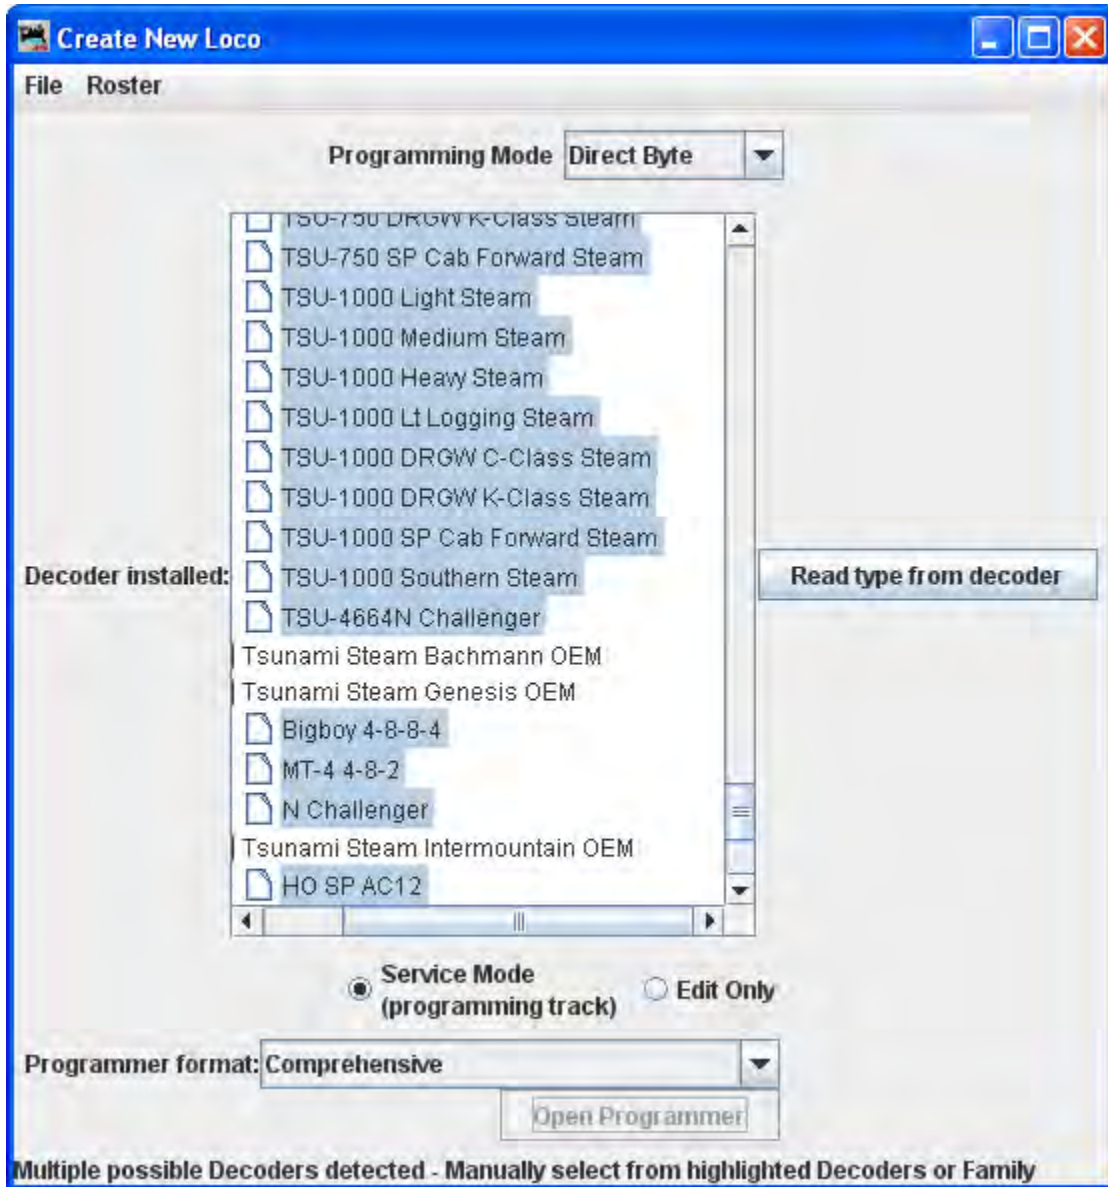 Create New Loco
File Roster
Programming Mode Direct Byte
TSU-750 DRGW K-Class Steam
TSU-750 SP Cab Forward Steam
TSU-1000 Light Steam
TSU-1000 Medium Steam
TSU-1000 Heavy Steam
TSU-1000 Lt Logging Steam
TSU-1000 DRGW C-Class Steam
TSU-1000 DRGW K-Class Steam
TSU-1000 SP Cab Forward Steam
Decoder installed: TSU-1000 Southern Steam Read type from decoder
TSU-4664N Challenger
Tsunami Steam Bachmann OEM
Tsunami Steam Genesis OEM
Bigboy 4-8-8-4
MT-4 4-8-2
N Challenger
Tsunami Steam Intermountain OEM
HO SP AC12
Service Mode
(programming track) Edit Only
Programmer format: Comprehensive
Open Programmer
Multiple possible Decoders detected - Manually select from highlighted Decoders or Family